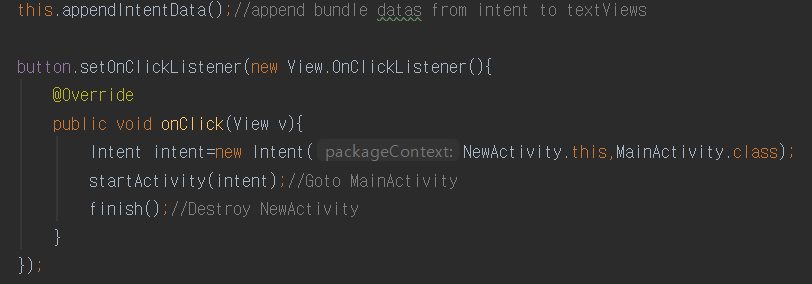 this.appendIntentData();//append bundle datas from intent to textViews
button.setOnClickListener(new View.OnClickListener(){
@Override
public void onClick(View v){
Intent intent=new Intent( packageContext: NewActivity.this,MainActivity.class);
startActivity(intent);//Goto MainActivity
finish();//Destroy NewActivity
}
});